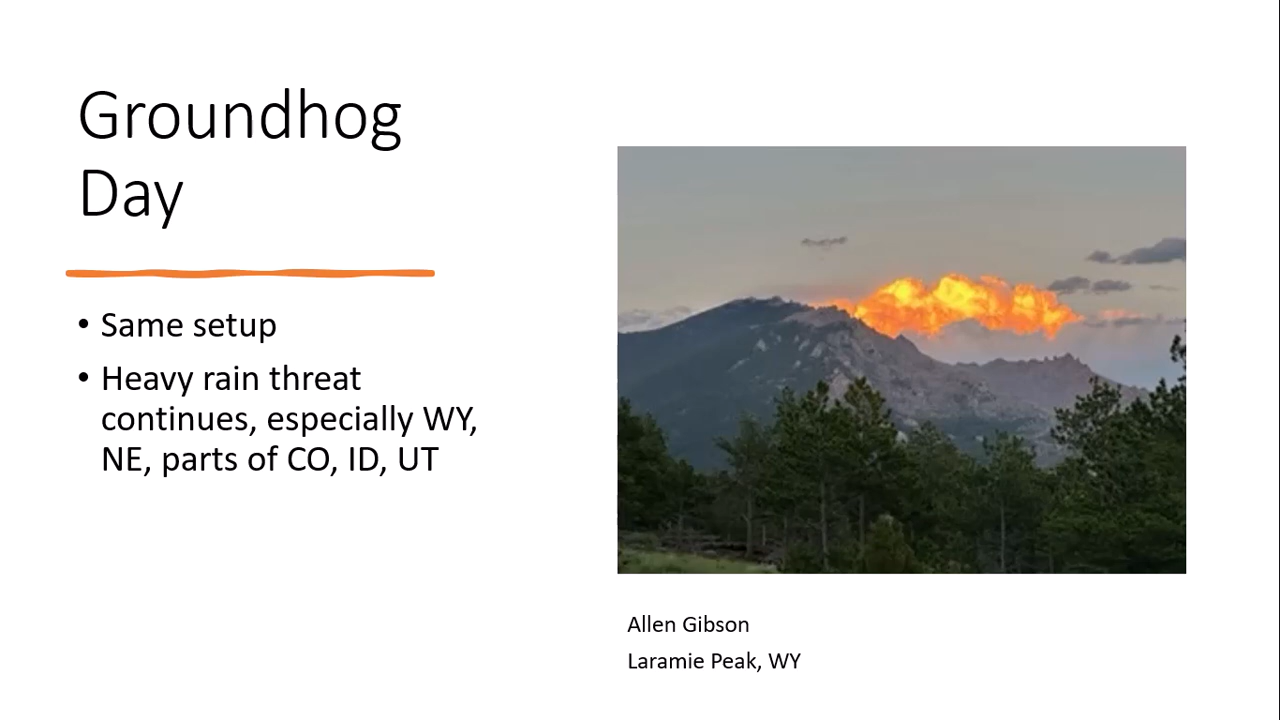 Groundhog
Day
• Same setup
• Heavy rain threat
continues, especially WY,
NE, parts of CO, ID, UT
Allen Gibson
Laramie Peak, WY